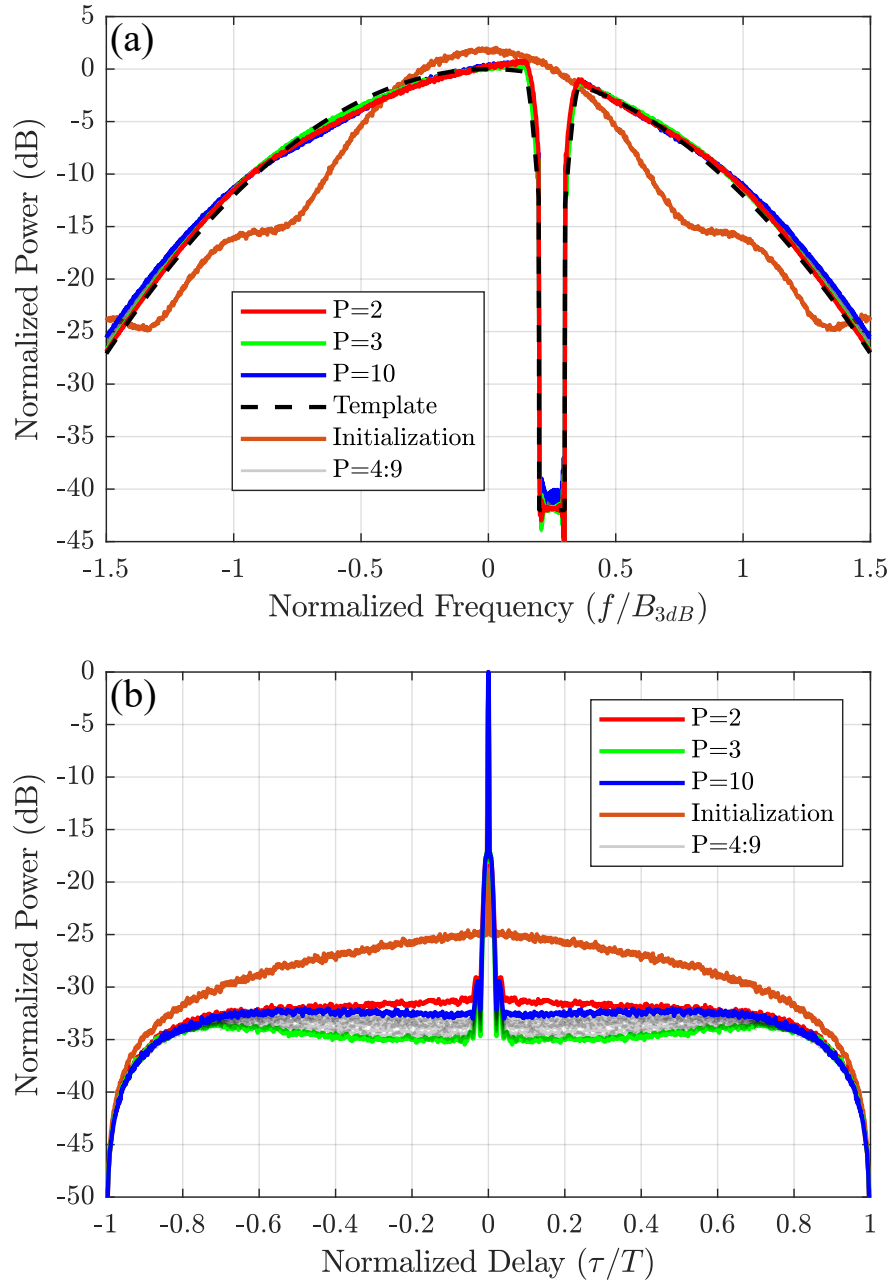 (a)
5
0
-5
-10
-15
-20
-25
-30
-35
-40
-45
Normalized Power (dB)
P=2
P=3
P=10
Template
Initialization
P=4:9
-1.5 -1 -0.5 0 0.5 1 1.5
Normalized Frequency (f/B3dB)
(b)
0
-5
-10
-15
-20
-25
-30
-35
-40
-45
-50
Normalized Power (dB)
P=2
P=3
P=10
Initialization
P=4:9
-1 -0.8 -0.6 -0.4 -0.2 0 0.2 0.4 0.6 0.8 1
Normalized Delay (τ/T)